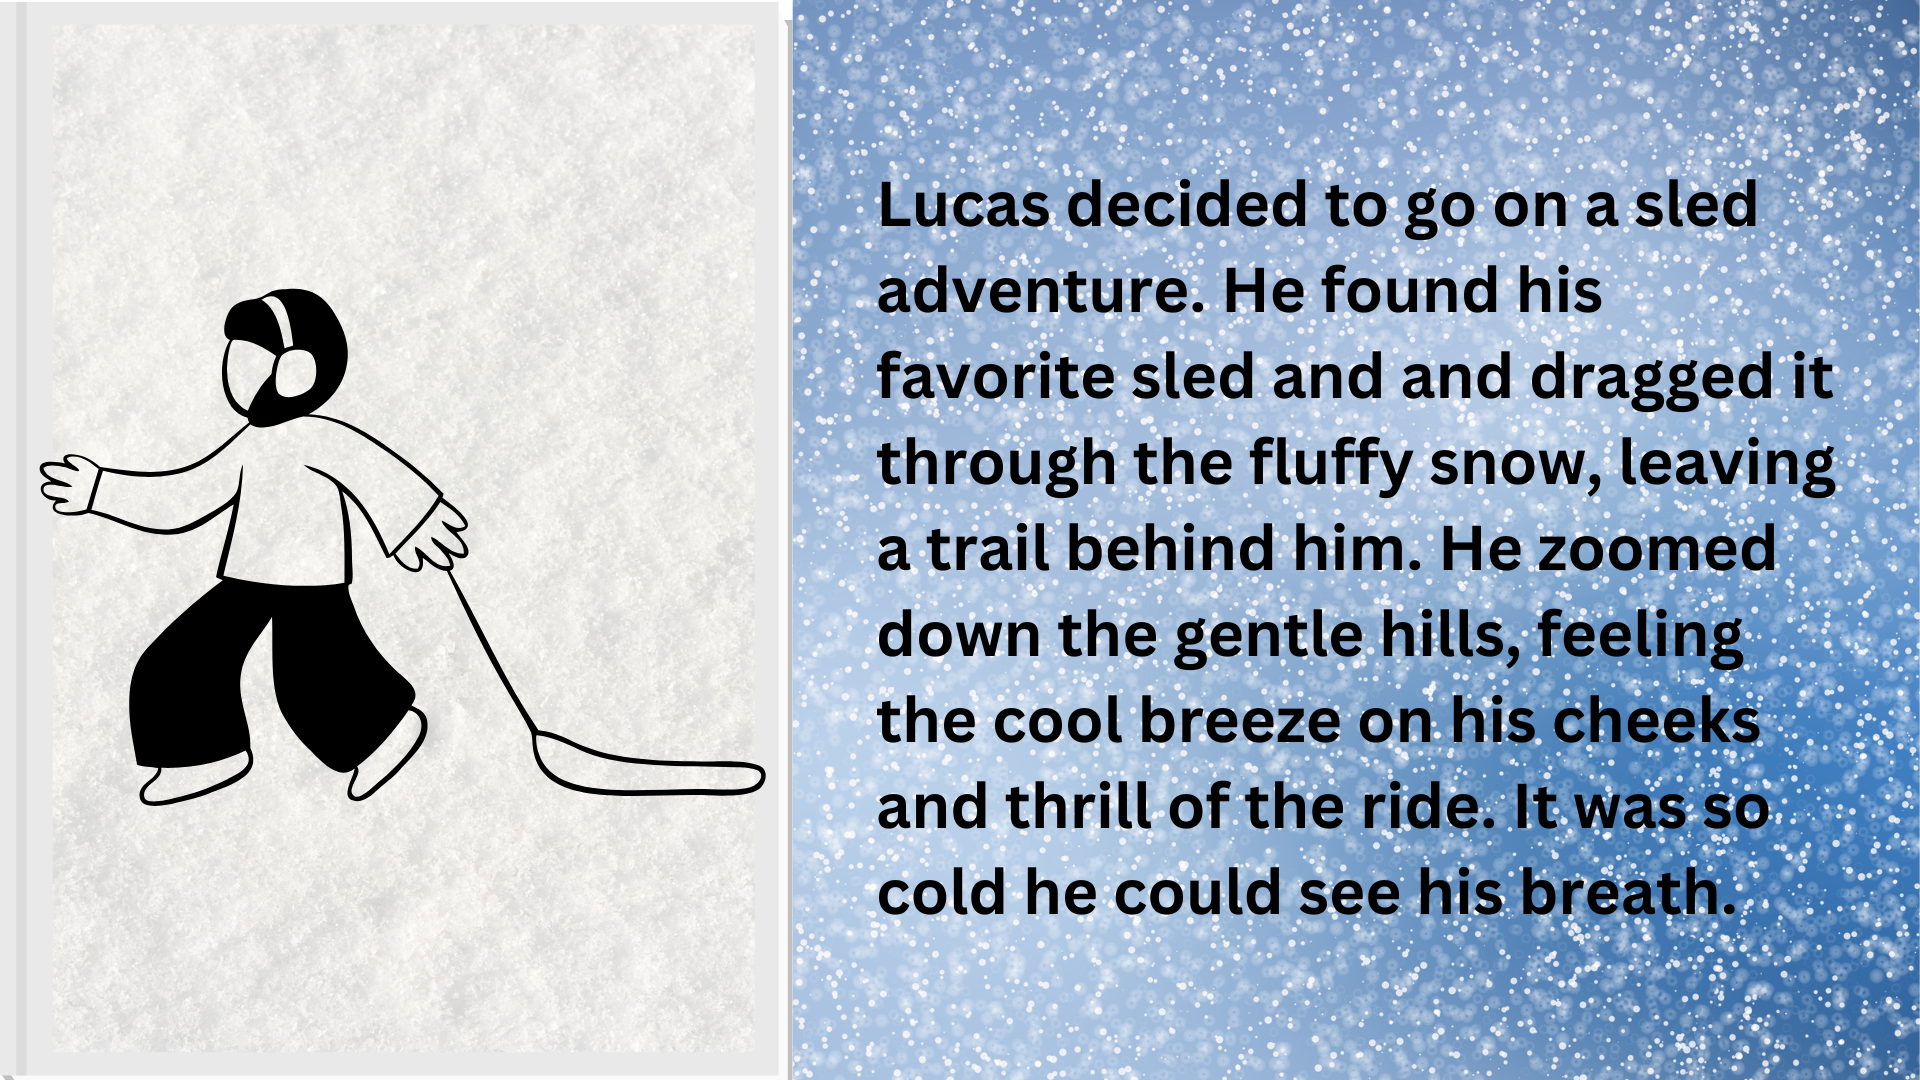 Lucas decided to go on a sled
adventure. He found his
favorite sled and and dragged it
through the fluffy snow, leaving
a trail behind him. He zoomed
down the gentle hills, feeling
the cool breeze on his cheeks
and thrill of the ride. It was so
cold he could see his breath.